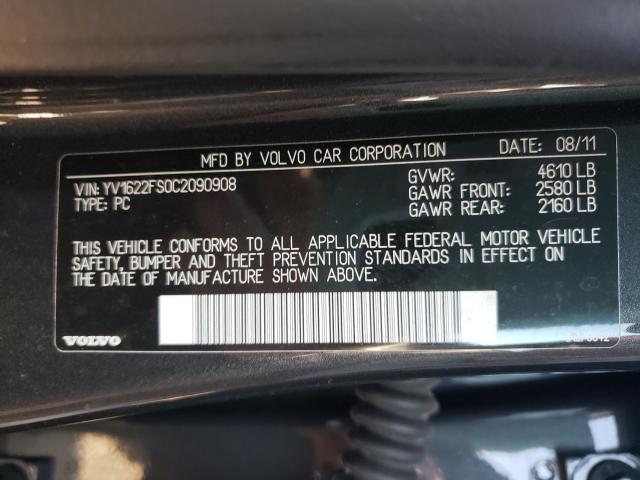 MFD BY VOLVO CAR CORPORATION DATE: 08/11
VIN: YV1622FS0C2090908 GVWR: 4610 LB
TYPE: PC GAWR FRONT: 2580 LB
GAWR REAR: 2160 LB
THIS VEHICLE CONFORMS TO ALL APPLICABLE FEDERAL MOTOR VEHICLE
SAFETY, BUMPER AND THEFT PREVENTION STANDARDS IN EFFECT ON
THE DATE OF MANUFACTURE SHOWN ABOVE.
VOLVO